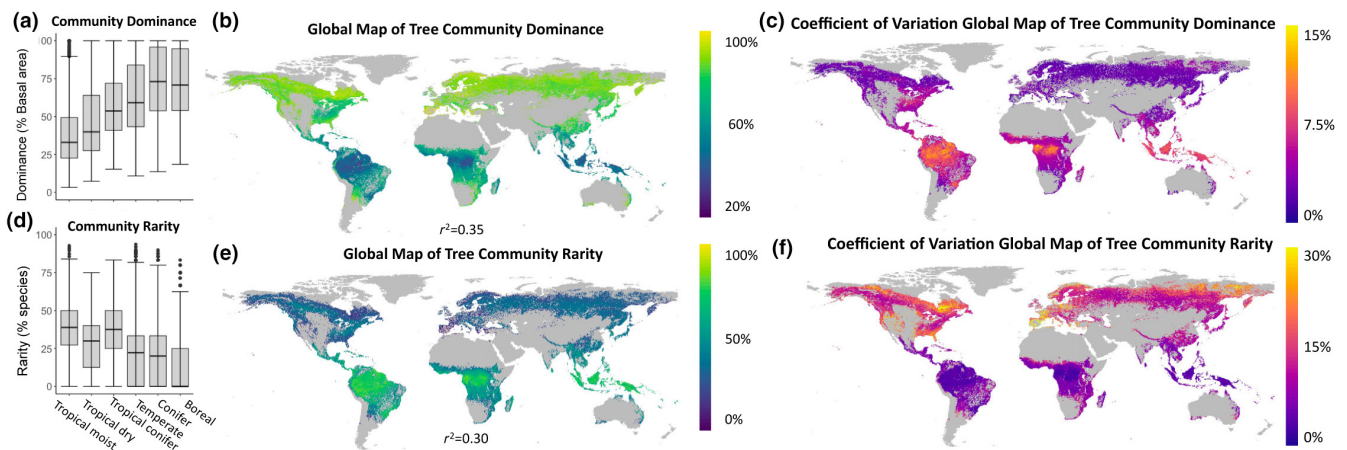 (a)
Community Dominance
Dominance (% Basal area)
100
75
50
25
0
(b)
Global Map of Tree Community Dominance
r²=0.35
100%
60%
20%
(c)
Coefficient of Variation Global Map of Tree Community Dominance
15%
7.5%
0%
(d)
Community Rarity
Rarity (% species)
100
75
50
25
0
Tropical moist
Tropical dry
Tropical conifer
Temperate
Conifer
Boreal
(e)
Global Map of Tree Community Rarity
r²=0.30
100%
50%
0%
(f)
Coefficient of Variation Global Map of Tree Community Rarity
30%
15%
0%